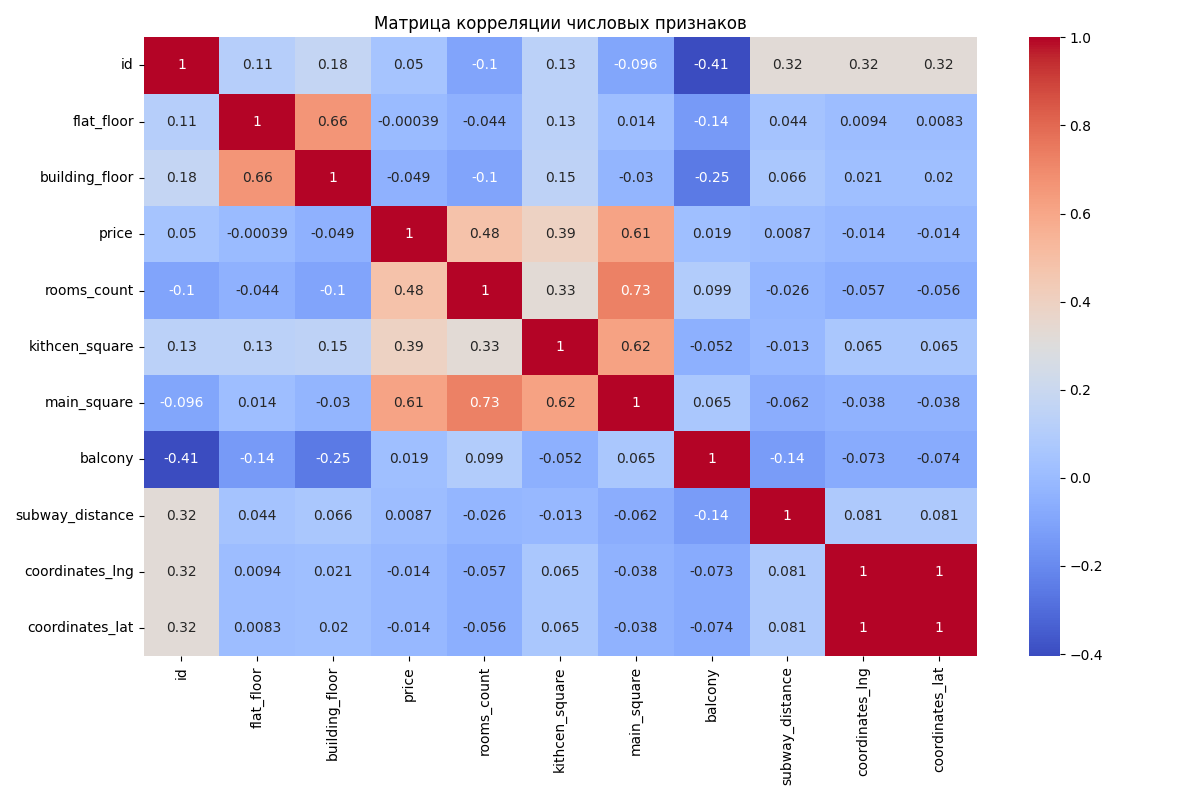 Матрица корреляции числовых признаков
id 1 0.11 0.18 0.05 -0.1 0.13 -0.096 -0.41 0.32 0.32 0.32
flat_floor 0.11 1 0.66 -0.00039 -0.044 0.13 0.014 -0.14 0.044 0.0094 0.0083
building_floor 0.18 0.66 1 -0.049 -0.1 0.15 -0.03 -0.25 0.066 0.021 0.02
price 0.05 -0.00039 -0.049 1 0.48 0.39 0.61 0.019 0.0087 -0.014 -0.014
rooms_count -0.1 -0.044 -0.1 0.48 1 0.33 0.73 0.099 -0.026 -0.057 -0.056
kithcen_square 0.13 0.13 0.15 0.39 0.33 1 0.62 -0.052 -0.013 0.065 0.065
main_square -0.096 0.014 -0.03 0.61 0.73 0.62 1 0.065 -0.062 -0.038 -0.038
balcony -0.41 -0.14 -0.25 0.019 0.099 -0.052 0.065 1 -0.14 -0.073 -0.074
subway_distance 0.32 0.044 0.066 0.0087 -0.026 -0.013 -0.062 -0.14 1 0.081 0.081
coordinates_lng 0.32 0.0094 0.021 -0.014 -0.057 0.065 -0.038 -0.073 0.081 1 1
coordinates_lat 0.32 0.0083 0.02 -0.014 -0.056 0.065 -0.038 -0.074 0.081 1 1
id
flat_floor
building_floor
price
rooms_count
kithcen_square
main_square
balcony
subway_distance
coordinates_lng
coordinates_lat
1.0
0.8
0.6
0.4
0.2
0.0
−0.2
−0.4